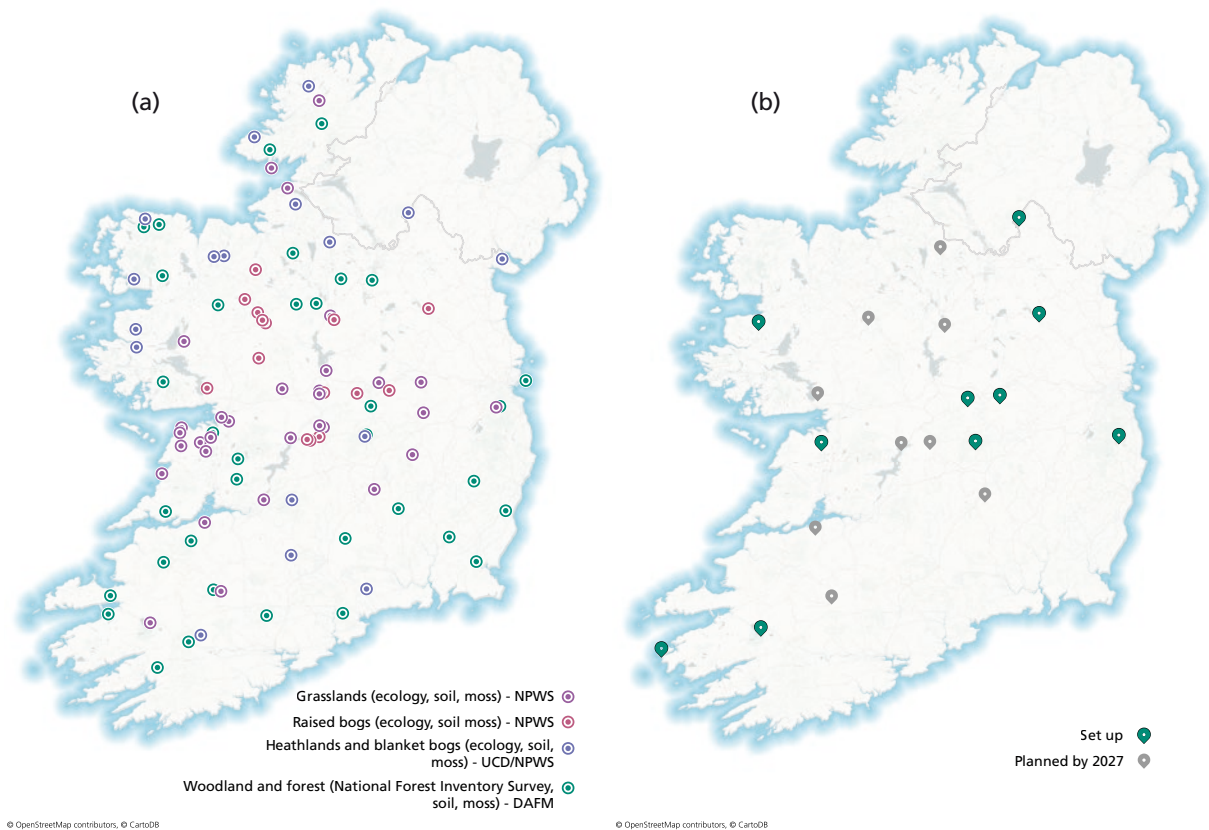 (a)
(b)
Grasslands (ecology, soil, moss) - NPWS
Raised bogs (ecology, soil moss) - NPWS
Heathlands and blanket bogs (ecology, soil,
moss) - UCD/NPWS
Woodland and forest (National Forest Inventory Survey,
soil, moss) - DAFM
Set up
Planned by 2027
© OpenStreetMap contributors, © CartoDB
© OpenStreetMap contributors, © CartoDB